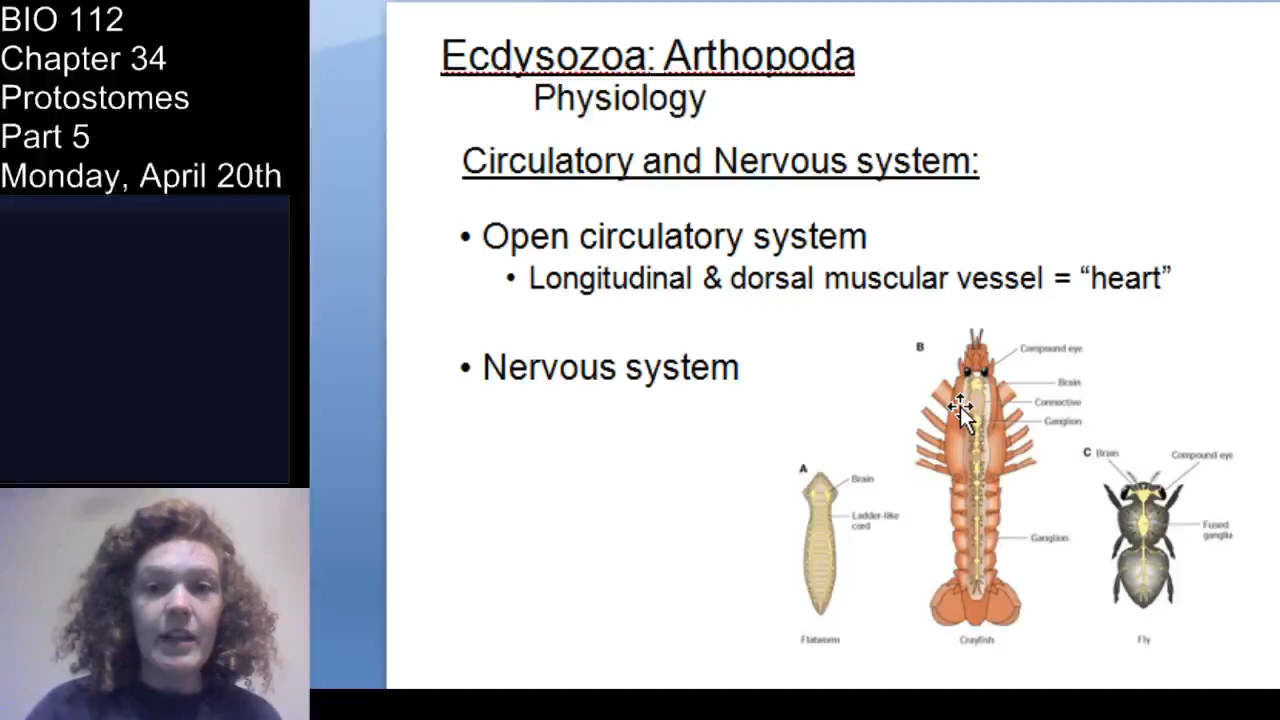 BIO 112
Chapter 34
Protostomes
Part 5
Monday, April 20th
Ecdysozoa: Arthopoda
Physiology
Circulatory and Nervous system:
• Open circulatory system
• Longitudinal & dorsal muscular vessel = “heart”
• Nervous system
B
Compound eye
Brain
Connective
Ganglion
C Brain
Compound eye
A
Brain
Ladder-like
cord
Fused
ganglia
Ganglion
Flatworm
Crayfish
Fly